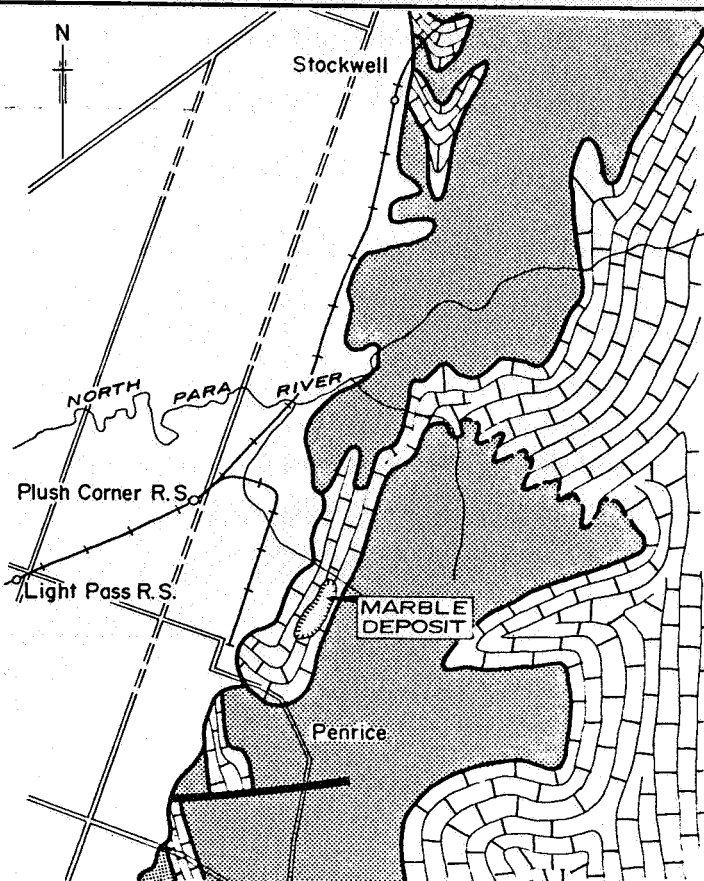 N
Stockwell
NORTH PARA RIVER
Plush Corner R.S.
Light Pass R.S.
MARBLE
DEPOSIT
Penrice